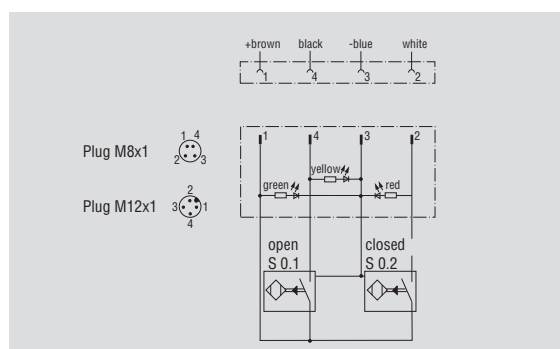 +brown black -blue white
1 4 3 2
1 4 3 2
Plug M8x1
1 4
2 3
yellow
green red
Plug M12x1
2
3 1
4
open closed
S 0.1 S 0.2